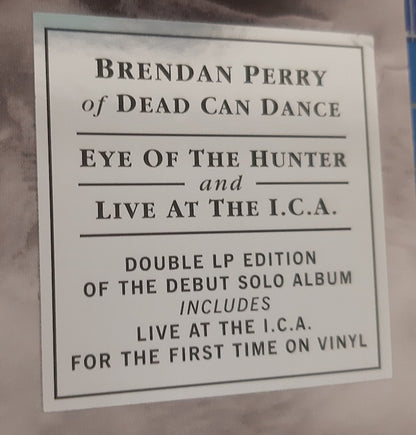 BRENDAN PERRY
of DEAD CAN DANCE
EYE OF THE HUNTER
and
LIVE AT THE I.C.A.
DOUBLE LP EDITION
OF THE DEBUT SOLO ALBUM
INCLUDES
LIVE AT THE I.C.A.
FOR THE FIRST TIME ON VINYL